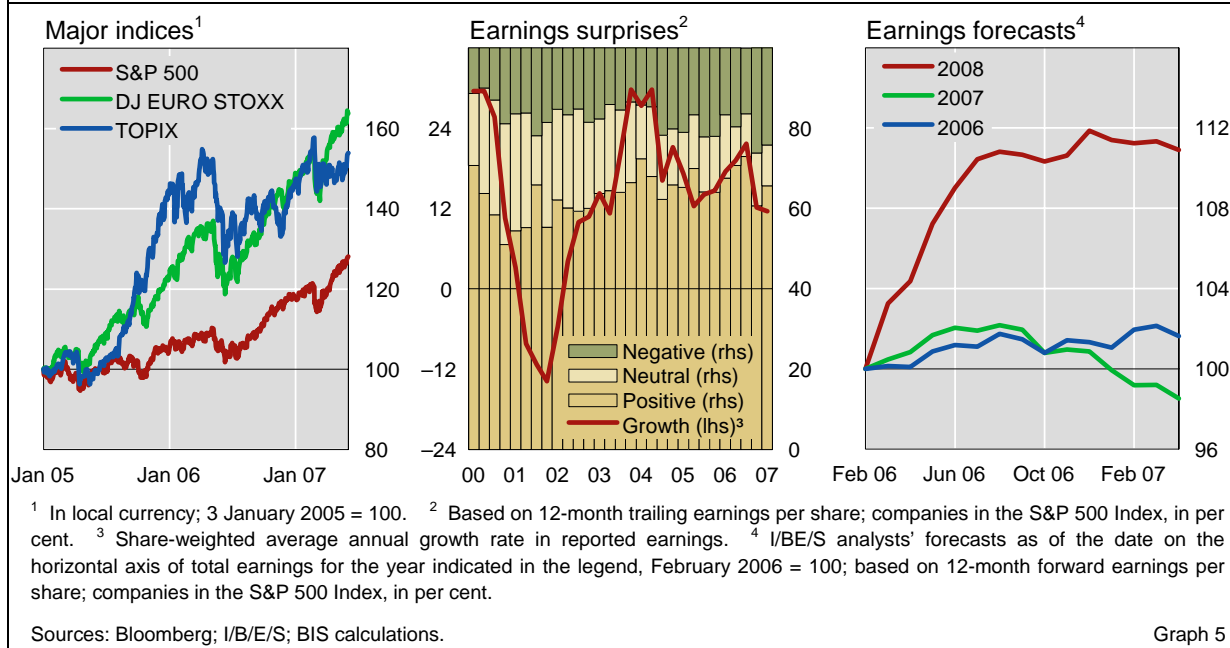 Major indices¹
S&P 500
DJ EURO STOXX
TOPIX
160
140
120
100
80
Jan 05 Jan 06 Jan 07
Earnings surprises²
24
12
0
–12
–24
Negative (rhs)
Neutral (rhs)
Positive (rhs)
Growth (lhs)³
80
60
40
20
0
00 01 02 03 04 05 06 07
Earnings forecasts⁴
2008
2007
2006
112
108
104
100
96
Feb 06 Jun 06 Oct 06 Feb 07
¹ In local currency; 3 January 2005 = 100. ² Based on 12-month trailing earnings per share; companies in the S&P 500 Index, in per
cent. ³ Share-weighted average annual growth rate in reported earnings. ⁴ I/BE/S analysts' forecasts as of the date on the
horizontal axis of total earnings for the year indicated in the legend, February 2006 = 100; based on 12-month forward earnings per
share; companies in the S&P 500 Index, in per cent.
Sources: Bloomberg; I/B/E/S; BIS calculations. Graph 5